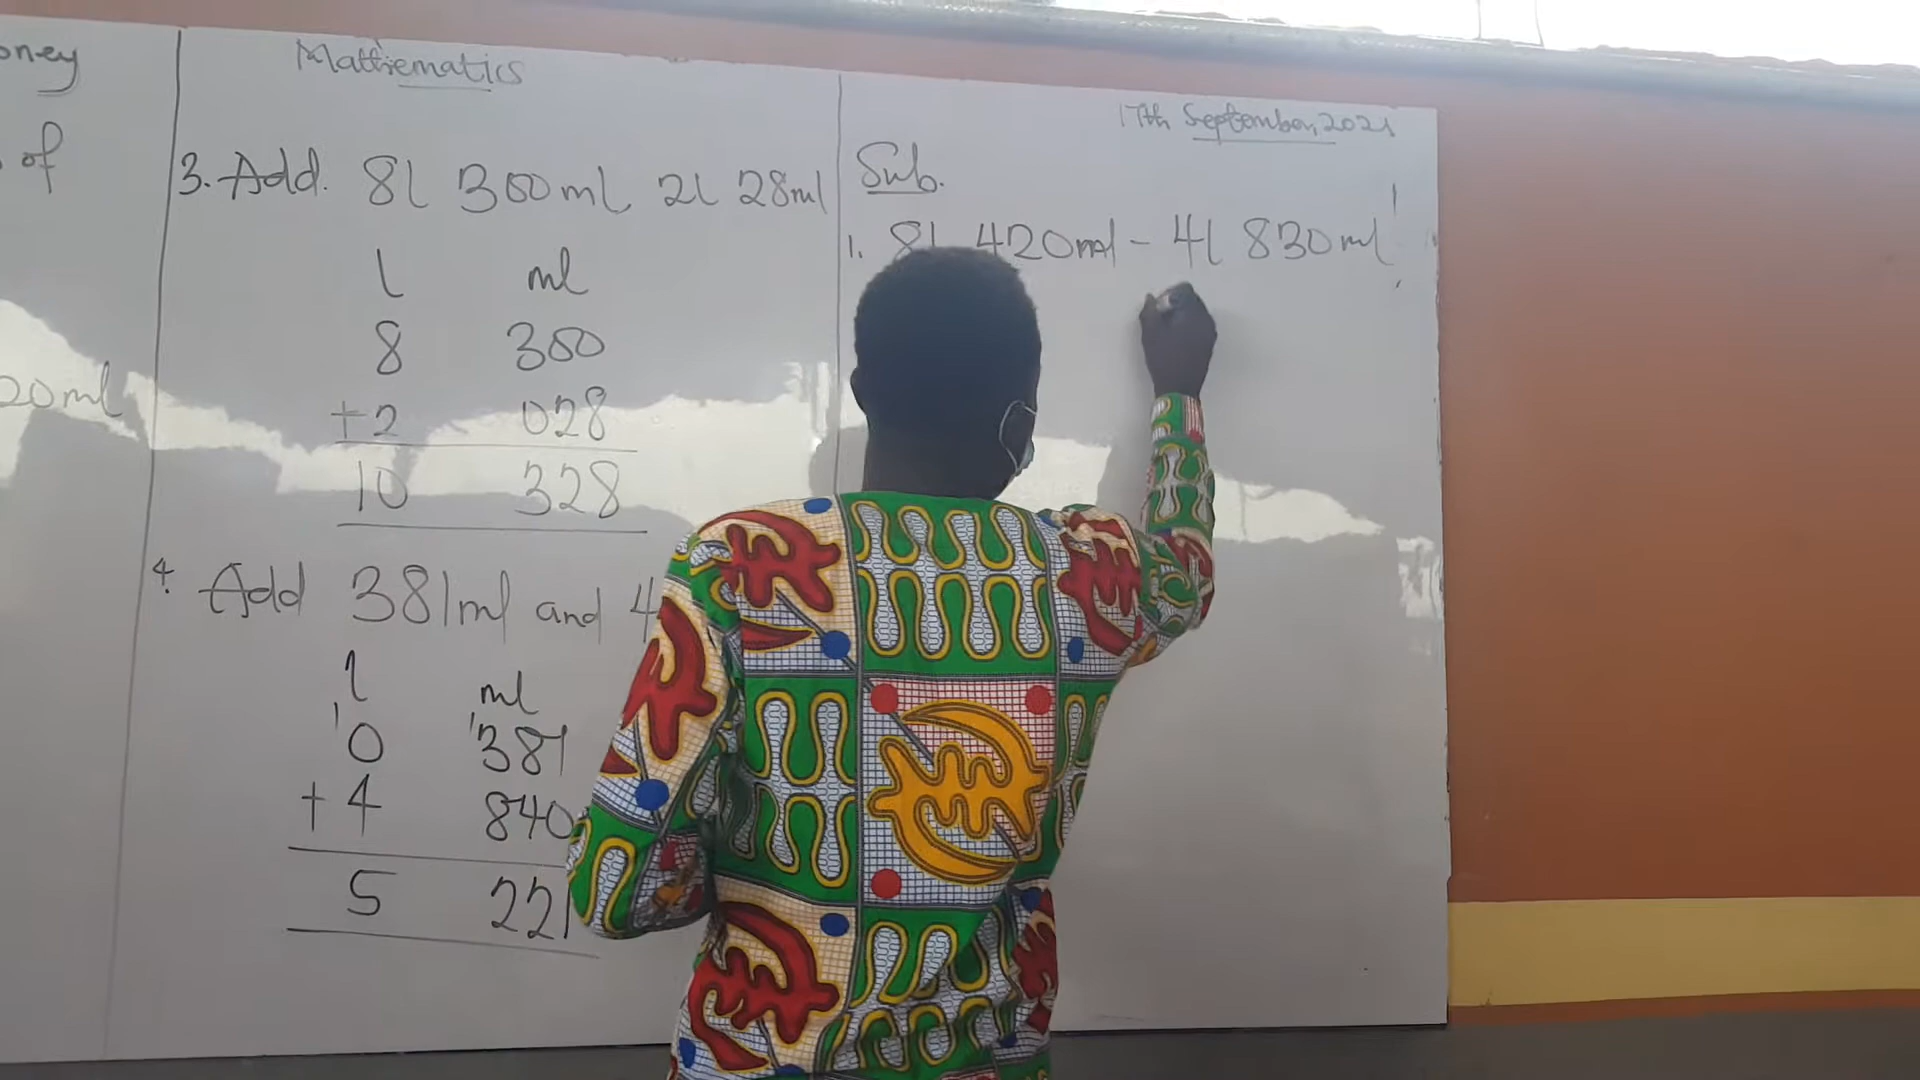 oney
of
20ml
Mathematics
3. Add. 8l 300ml, 2l 28ml
l ml
8 300
+2 028
10 328
4. Add 381ml and 4
l ml
1 0 1 381
+ 4 840
5 221
17th September, 2021
Sub.
1. 8l 420ml - 4l 830ml